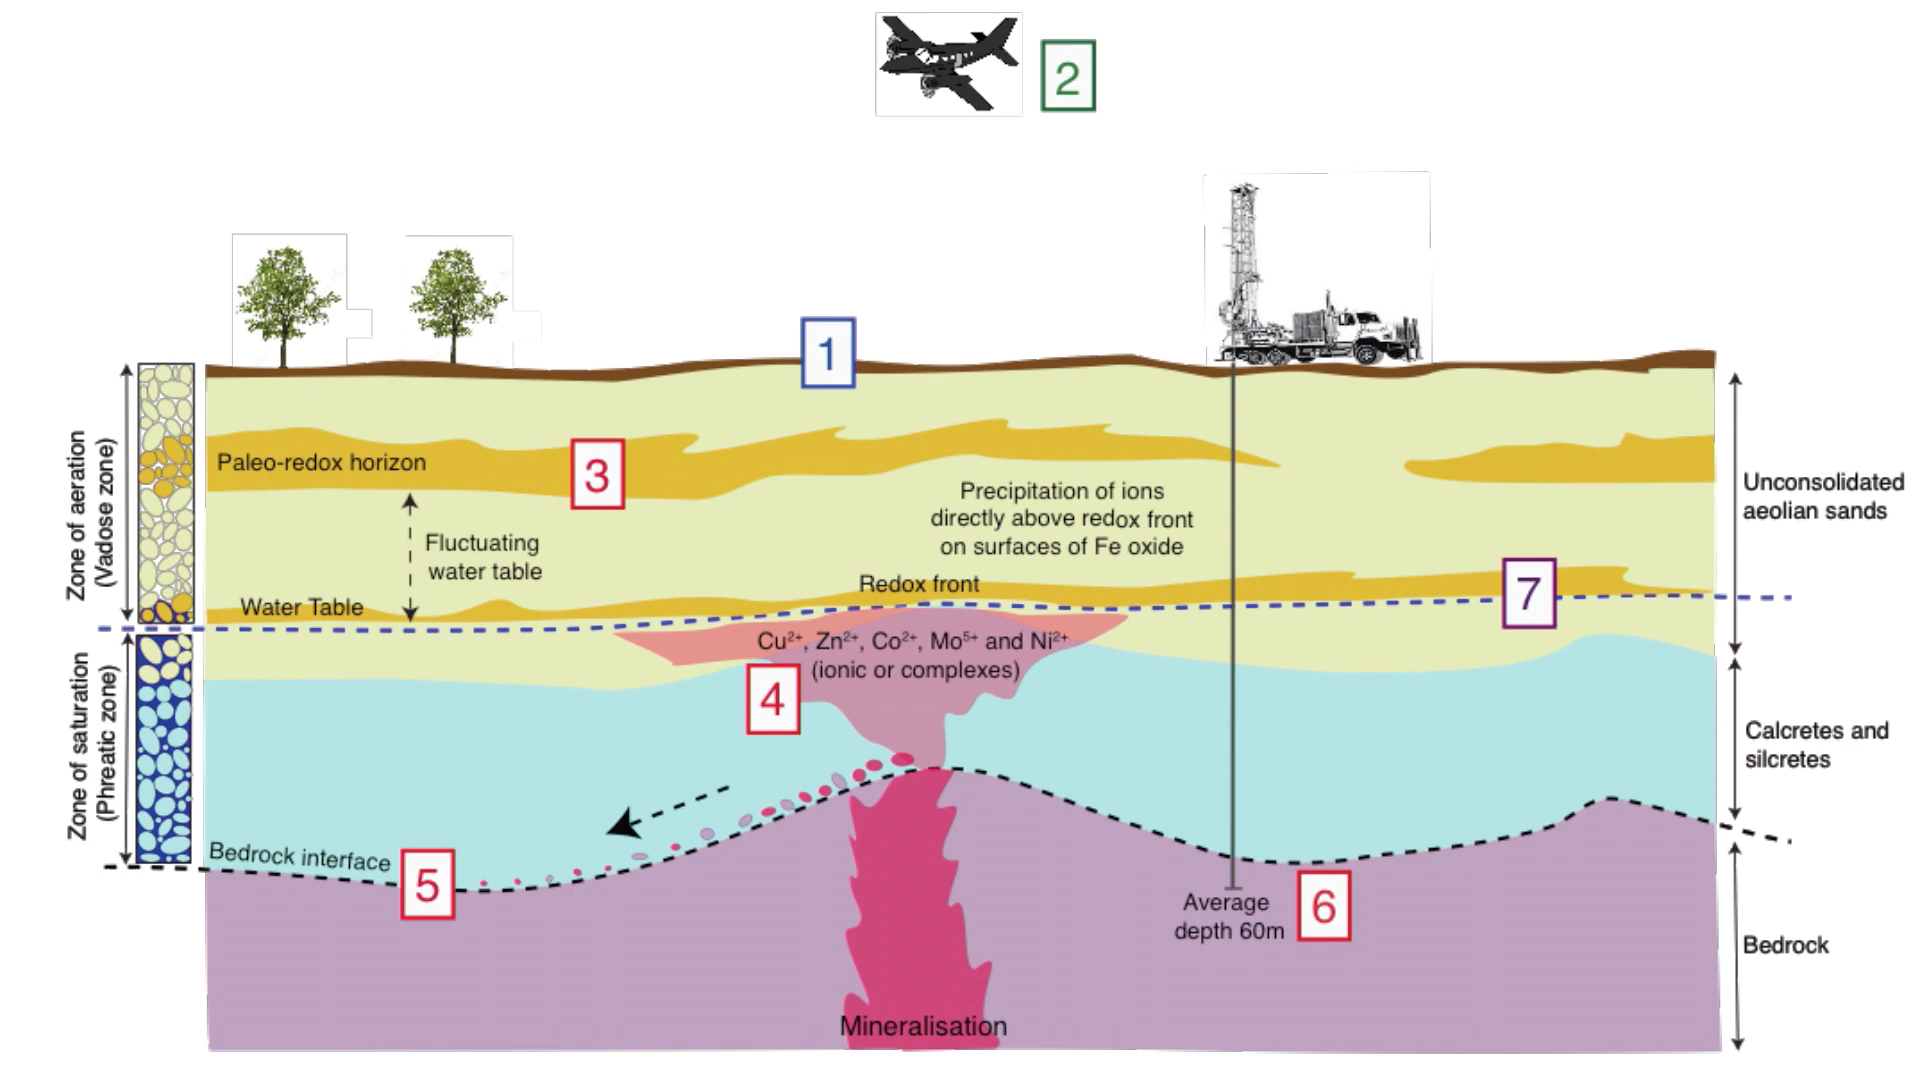 2
1
Paleo-redox horizon
3
Precipitation of ions
directly above redox front
on surfaces of Fe oxide
Fluctuating
water table
Redox front
Water Table
7
Cu²⁺, Zn²⁺, Co²⁺, Mo⁵⁺ and Ni²⁺
(ionic or complexes)
4
Bedrock interface
5
Average
depth 60m
6
Mineralisation
Zone of aeration
(Vadose zone)
Zone of saturation
(Phreatic zone)
Unconsolidated
aeolian sands
Calcretes and
silcretes
Bedrock